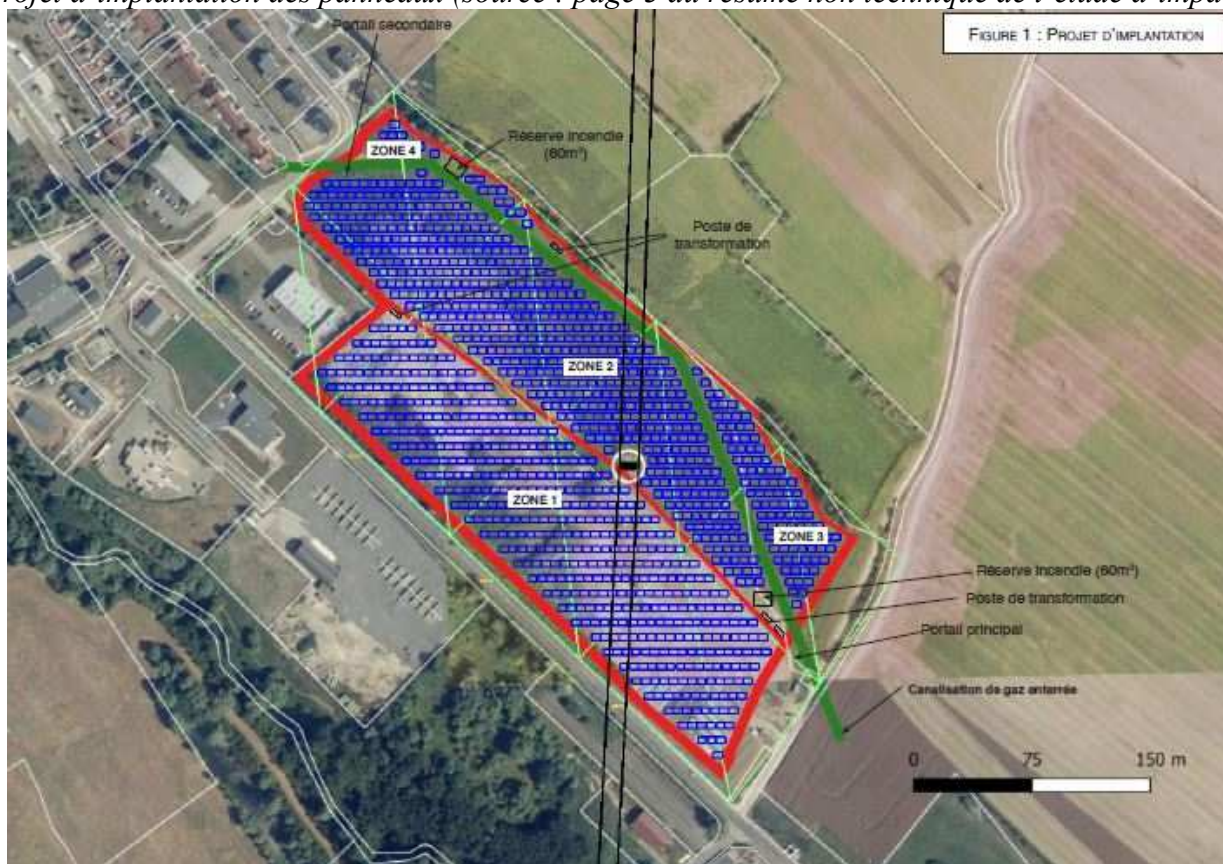 d'implantation des panneaux (source : page 5 du résumé non technique de l'étude d'impa
FIGURE 1 : PROJET D'IMPLANTATION
Portail secondaire
Réserve incendie
(60m³)
ZONE 4
Poste de
transformation
ZONE 2
ZONE 1
ZONE 3
Réserve incendie (60m³)
Poste de transformation
Portail principal
Canalisation de gaz enterrée
0 75 150 m